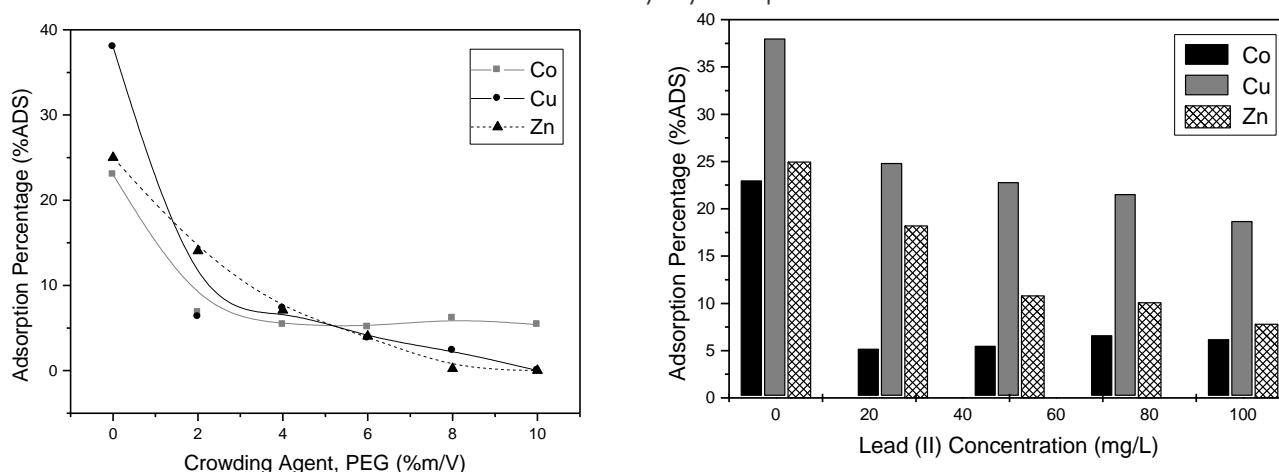 40
30
20
10
0
0 2 4 6 8 10
Adsorption Percentage (%ADS)
Crowding Agent, PEG (%m/V)
Co
Cu
Zn
40
35
30
25
20
15
10
5
0
0 20 40 60 80 100
Adsorption Percentage (%ADS)
Lead (II) Concentration (mg/L)
Co
Cu
Zn